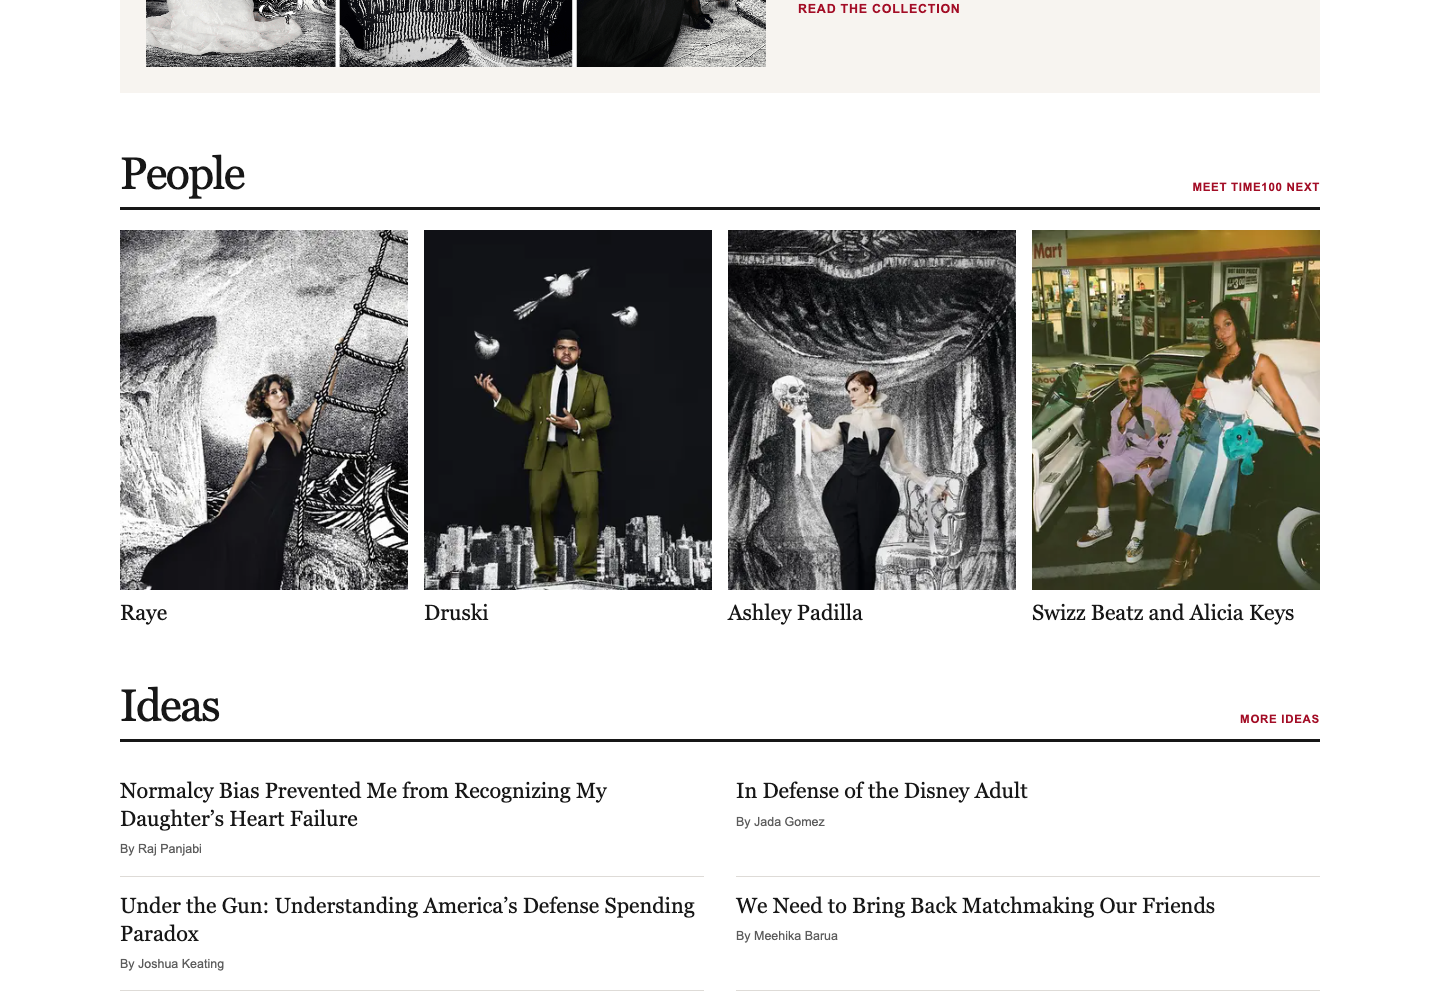 READ THE COLLECTION
People
MEET TIME100 NEXT
Mart
Raye
Druski
Ashley Padilla
Swizz Beatz and Alicia Keys
Ideas
MORE IDEAS
Normalcy Bias Prevented Me from Recognizing My
Daughter’s Heart Failure
By Raj Panjabi
In Defense of the Disney Adult
By Jada Gomez
Under the Gun: Understanding America’s Defense Spending
Paradox
By Joshua Keating
We Need to Bring Back Matchmaking Our Friends
By Meehika Barua